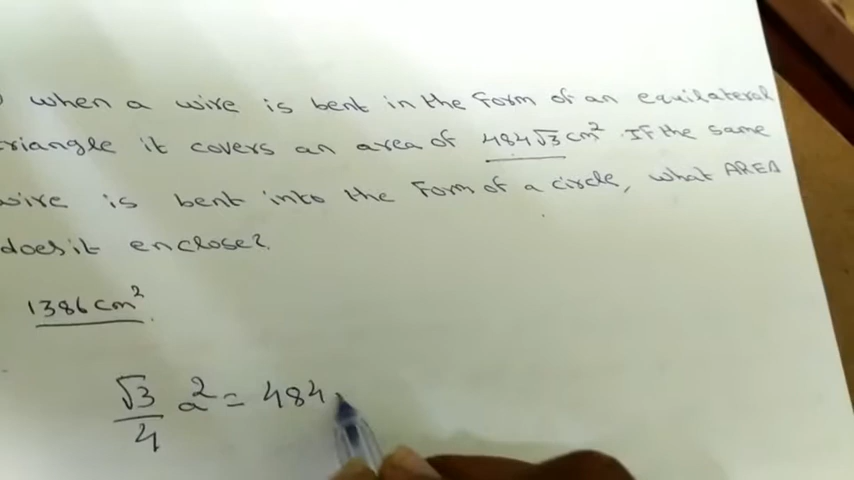 when a wire is bent in the form of an equilateral
riangle it covers an area of 484√3 cm² If the same
wire is bent into the form of a circle, what AREA
does it enclose?
1386 cm²
√3/4 a² = 484